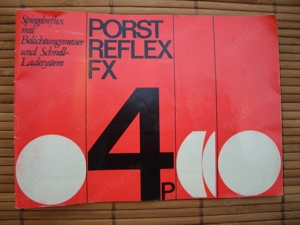 Spiegelreflex
mit
Belichtungsmesser
und Schnell-
Ladesystem
PORST
REFLEX
FX
4
P